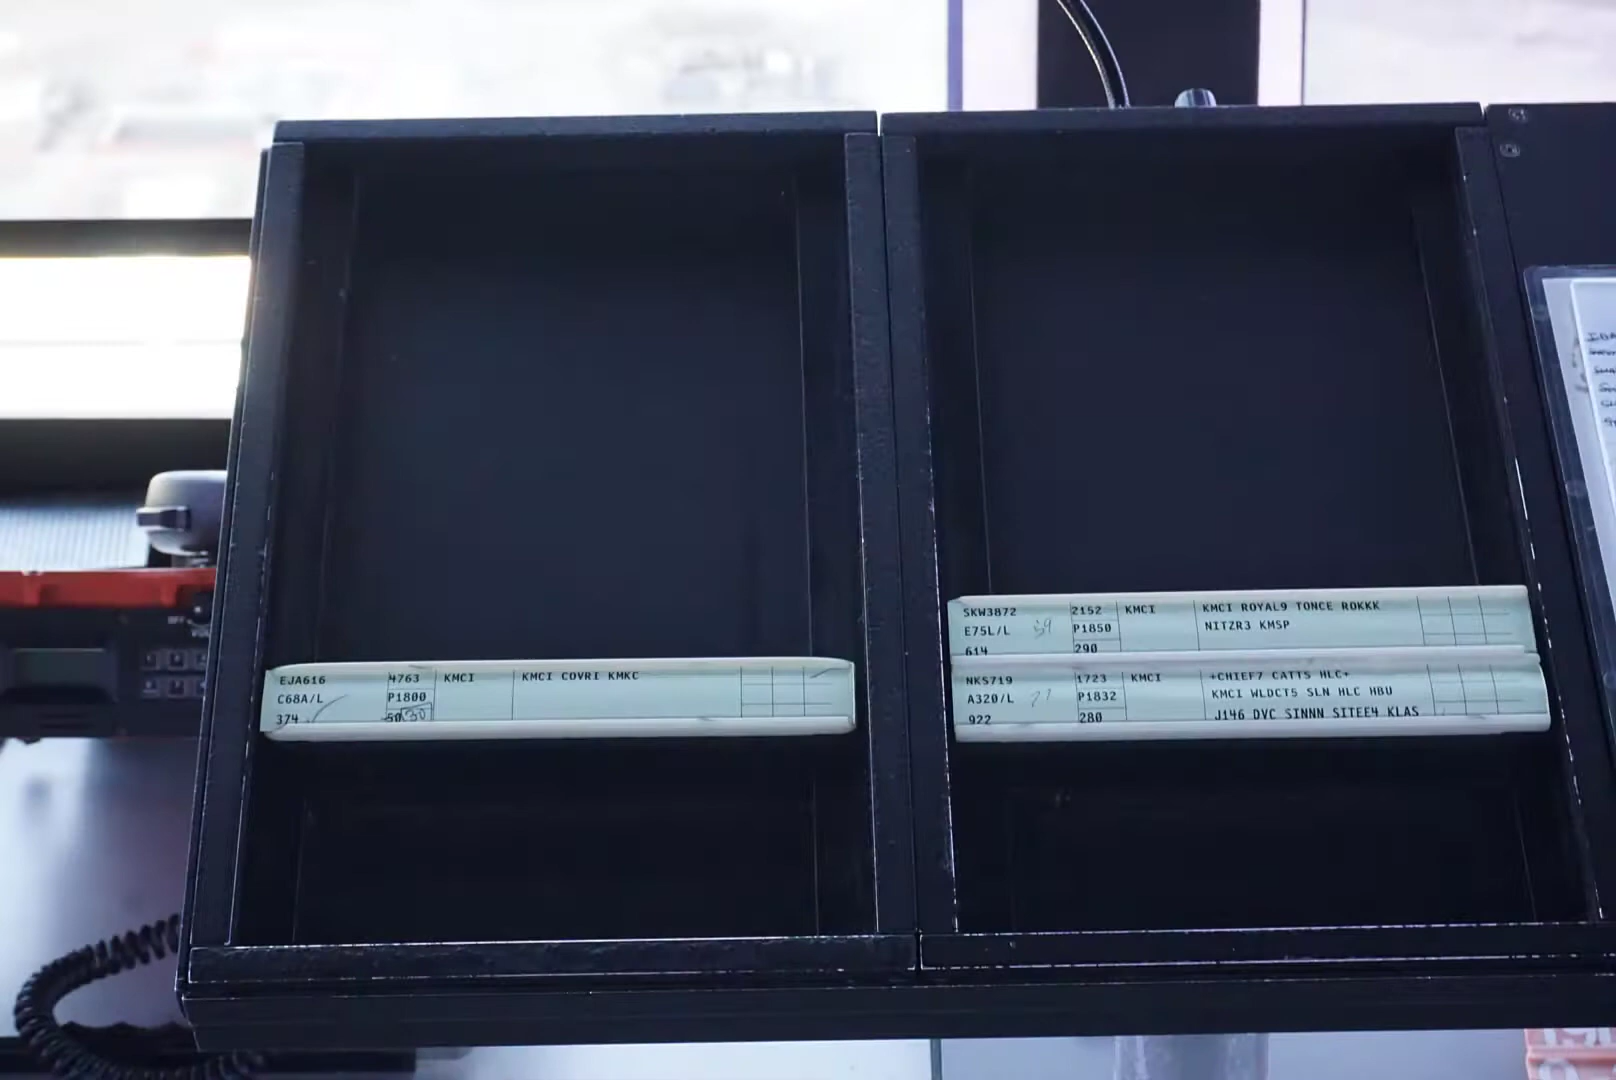 EJA616 4763 KMCI KMCI COVRI KMKC
C68A/L P1800
374 50 30
SKW3872 2152 KMCI KMCI ROYAL9 TONCE ROKKK
E75L/L 59 P1850 NITZR3 KMSP
614 290
NKS719 1723 KMCI +CHIEF7 CATTS HLC+
A320/L P1832 KMCI WLDCT5 SLN HLC HBU
922 280 J146 DVC SINNN SITEE4 KLAS